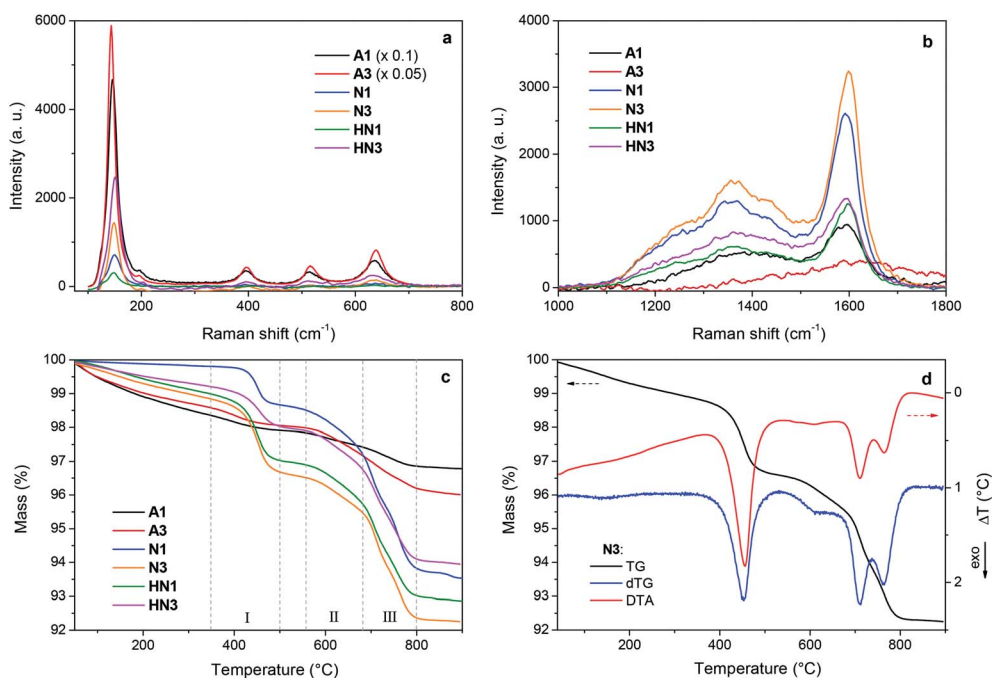 a
6000
4000
2000
0
Intensity (a. u.)
A1 (x 0.1)
A3 (x 0.05)
N1
N3
HN1
HN3
200
400
600
800
Raman shift (cm⁻¹)
b
4000
3000
2000
1000
0
Intensity (a. u.)
A1
A3
N1
N3
HN1
HN3
1000
1200
1400
1600
1800
Raman shift (cm⁻¹)
c
100
99
98
97
96
95
94
93
92
Mass (%)
A1
A3
N1
N3
HN1
HN3
I
II
III
200
400
600
800
Temperature (°C)
d
100
99
98
97
96
95
94
93
92
Mass (%)
N3:
TG
dTG
DTA
0
1
2
ΔT (°C)
exo
200
400
600
800
Temperature (°C)